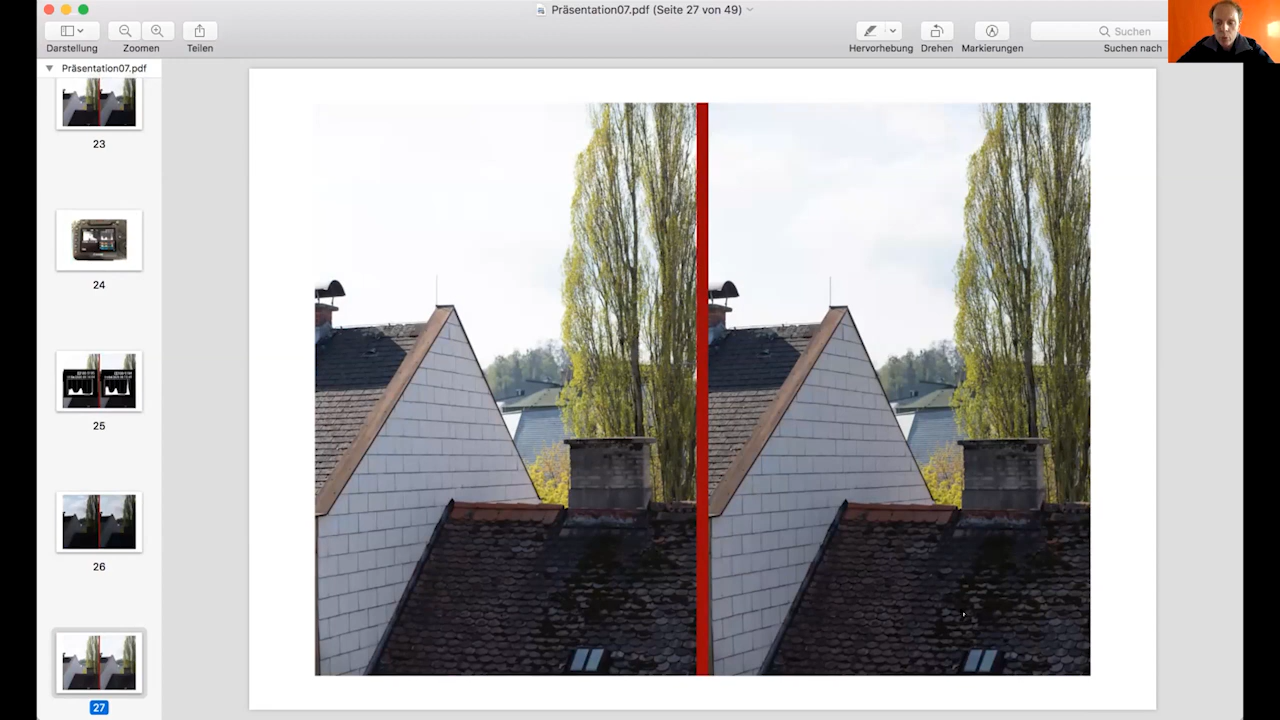 Präsentation07.pdf (Seite 27 von 49)
Darstellung
Zoomen
Teilen
Hervorhebung
Drehen
Markierungen
Suchen
Suchen nach
Präsentation07.pdf
23
24
25
26
27